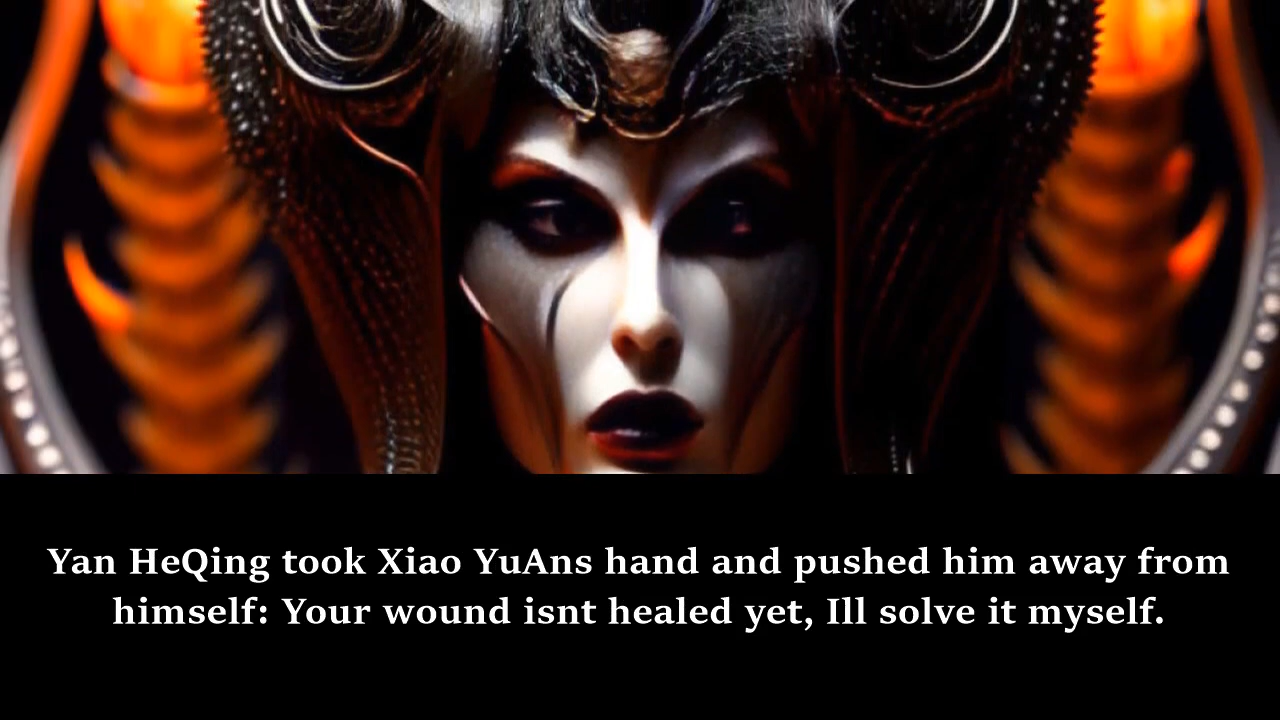 Yan HeQing took Xiao YuAns hand and pushed him away from
himself: Your wound isnt healed yet, Ill solve it myself.